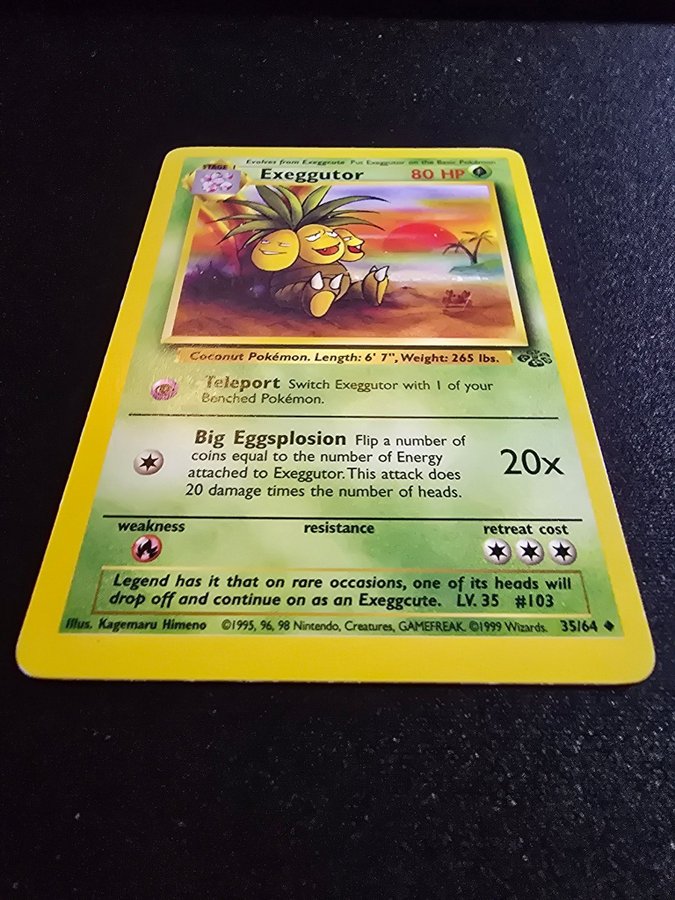 Evolves from Exeggcute Put Exeggutor on the Basic Pokémon
STAGE 1
Exeggutor 80 HP
Coconut Pokémon. Length: 6' 7", Weight: 265 lbs.
Teleport Switch Exeggutor with 1 of your
Benched Pokémon.
Big Eggsplosion Flip a number of
coins equal to the number of Energy
attached to Exeggutor. This attack does
20 damage times the number of heads.
20x
weakness resistance retreat cost
Legend has it that on rare occasions, one of its heads will
drop off and continue on as an Exeggcute. LV. 35 #103
Illus. Kagemaru Himeno ©1995, 96, 98 Nintendo, Creatures, GAMEFREAK. ©1999 Wizards. 35/64